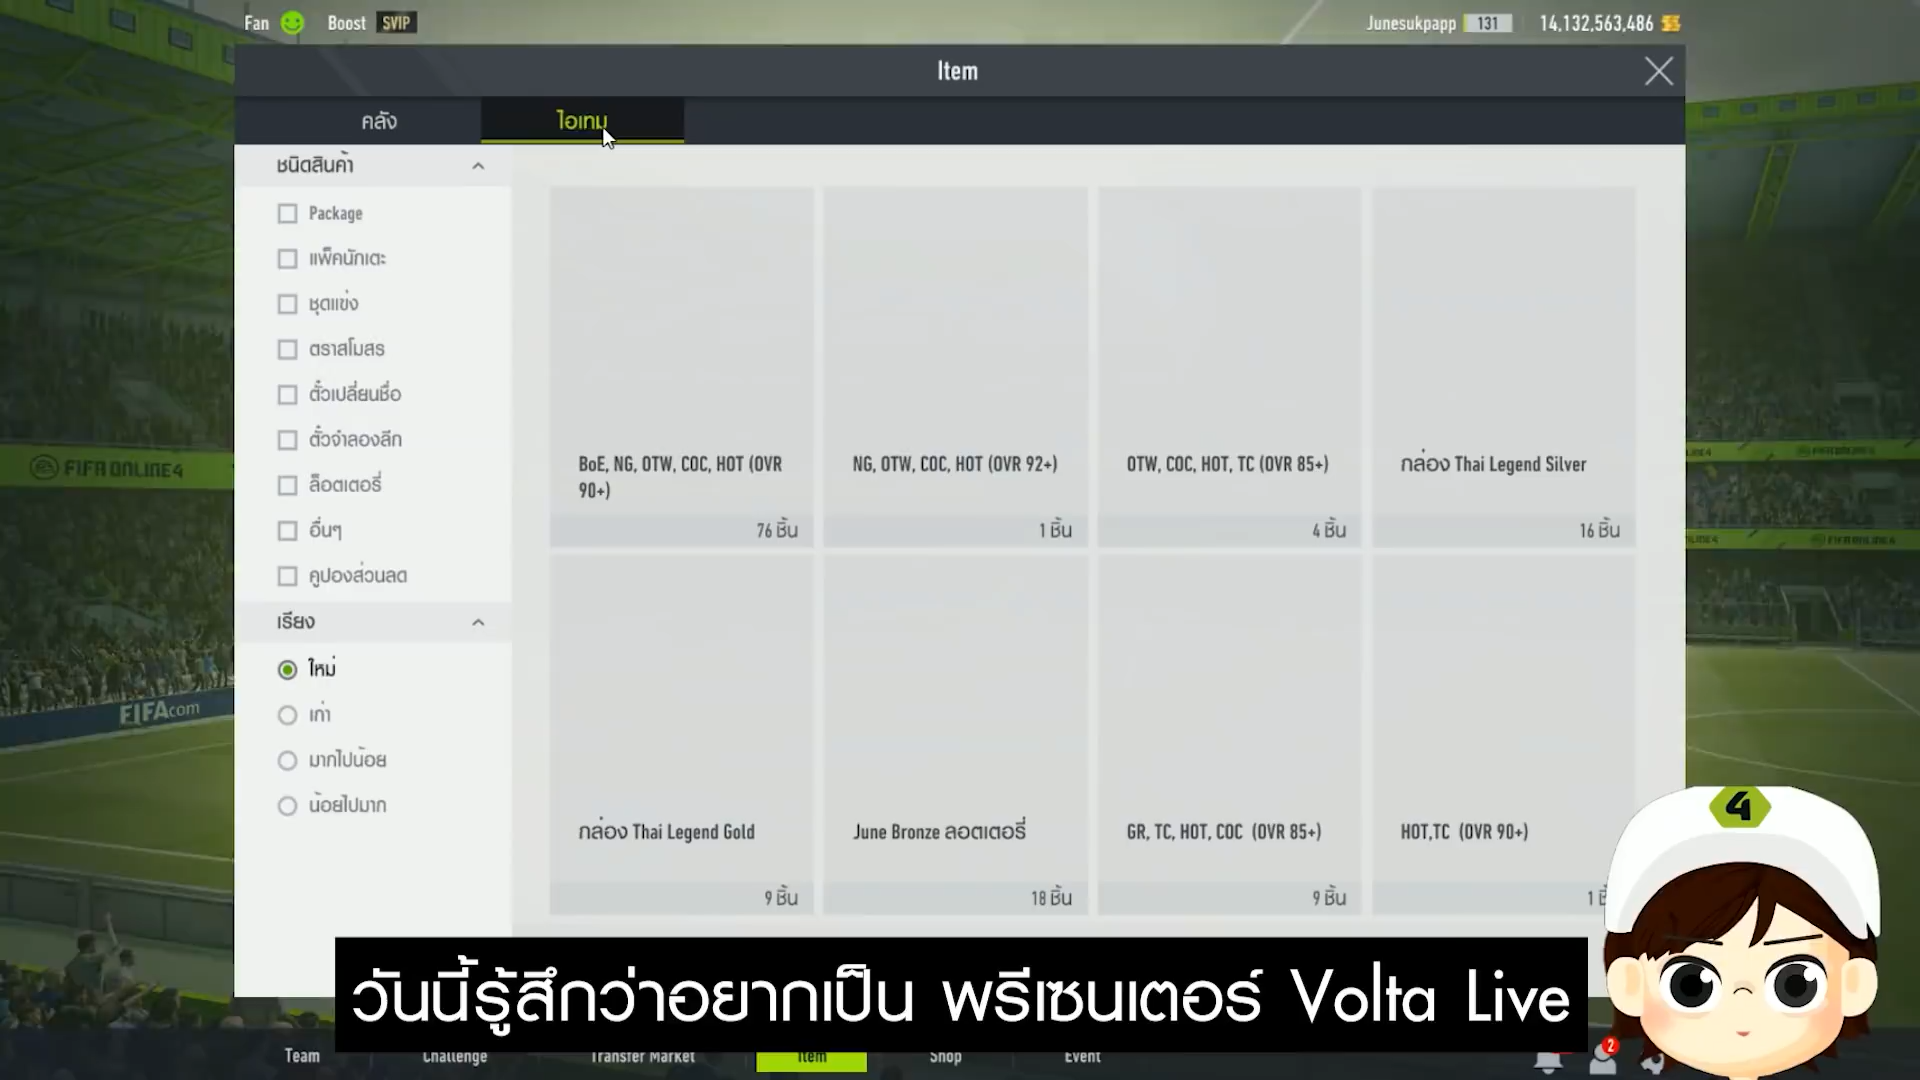 Fan Boost SVIP Junesukpapp 131 14,132,563,486
Item
คลัง ไอเทม
ชนิดสินค้า
Package
แพ็คนักเตะ
ชุดแข่ง
ตราสโมสร
ตั๋วเปลี่ยนชื่อ
ตั๋วจำลองลีก
ล็อตเตอรี่
อื่นๆ
คูปองส่วนลด
เรียง
ใหม่
เก่า
มากไปน้อย
น้อยไปมาก
BoE, NG, OTW, COC, HOT (OVR
90+)
76 ชิ้น
NG, OTW, COC, HOT (OVR 92+)
1 ชิ้น
OTW, COC, HOT, TC (OVR 85+)
4 ชิ้น
กล่อง Thai Legend Silver
16 ชิ้น
กล่อง Thai Legend Gold
9 ชิ้น
June Bronze ลอตเตอรี่
18 ชิ้น
GR, TC, HOT, COC (OVR 85+)
9 ชิ้น
HOT,TC (OVR 90+)
1
FIFA ONLINE 4
FIFA.com
4
วันนี้รู้สึกว่าอยากเป็น พรีเซนเตอร์ Volta Live
Team Challenge Transfer Market Item Shop Event
2